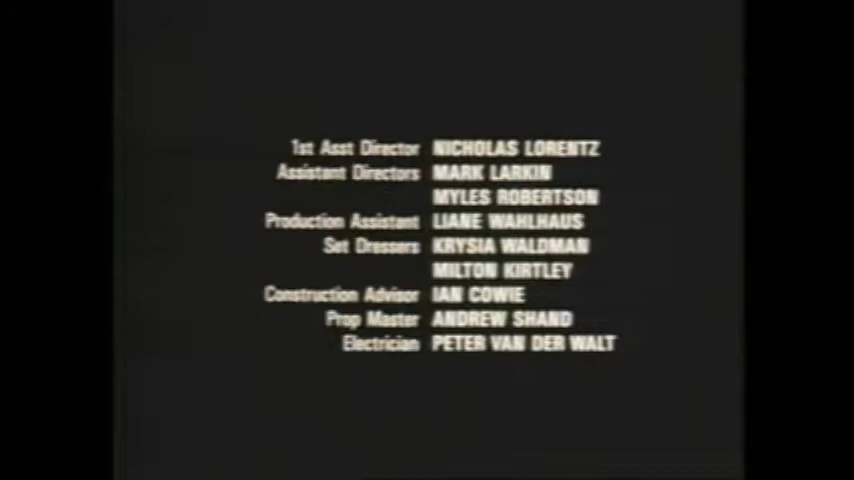 1st Asst Director NICHOLAS LORENTZ
Assistant Directors MARK LARKIN
MYLES ROBERTSON
Production Assistant LIANE WAHLHAUS
Set Dressers KRYSIA WALDMAN
MILTON KIRTLEY
Construction Advisor IAN COWIE
Prop Master ANDREW SHAND
Electrician PETER VAN DER WALT